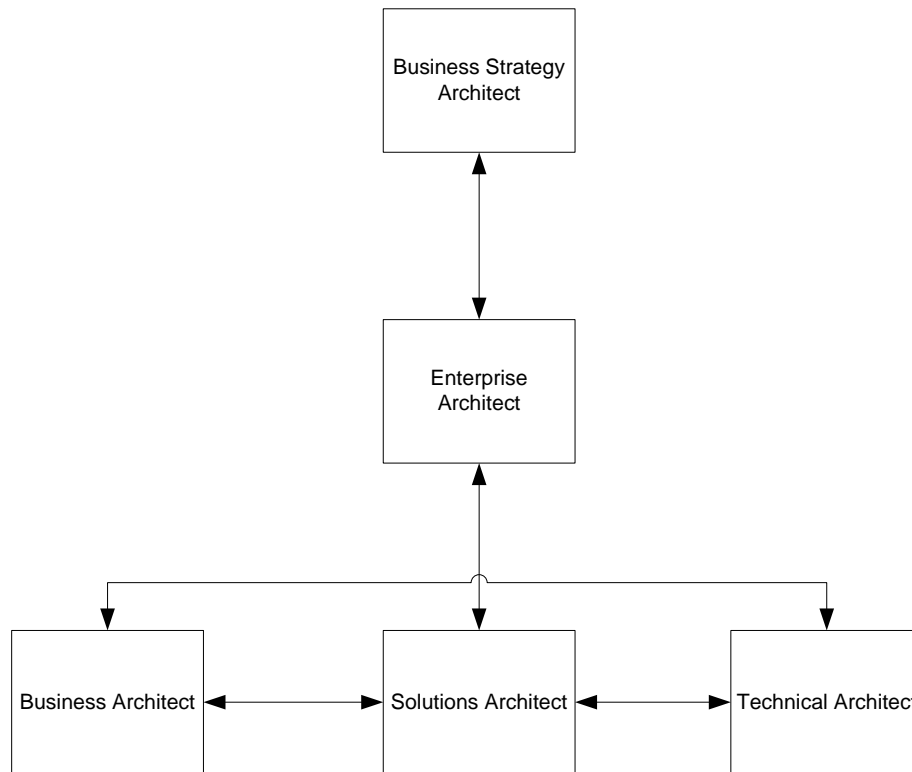 Business Strategy
Architect
Enterprise
Architect
Business Architect
Solutions Architect
Technical Architect